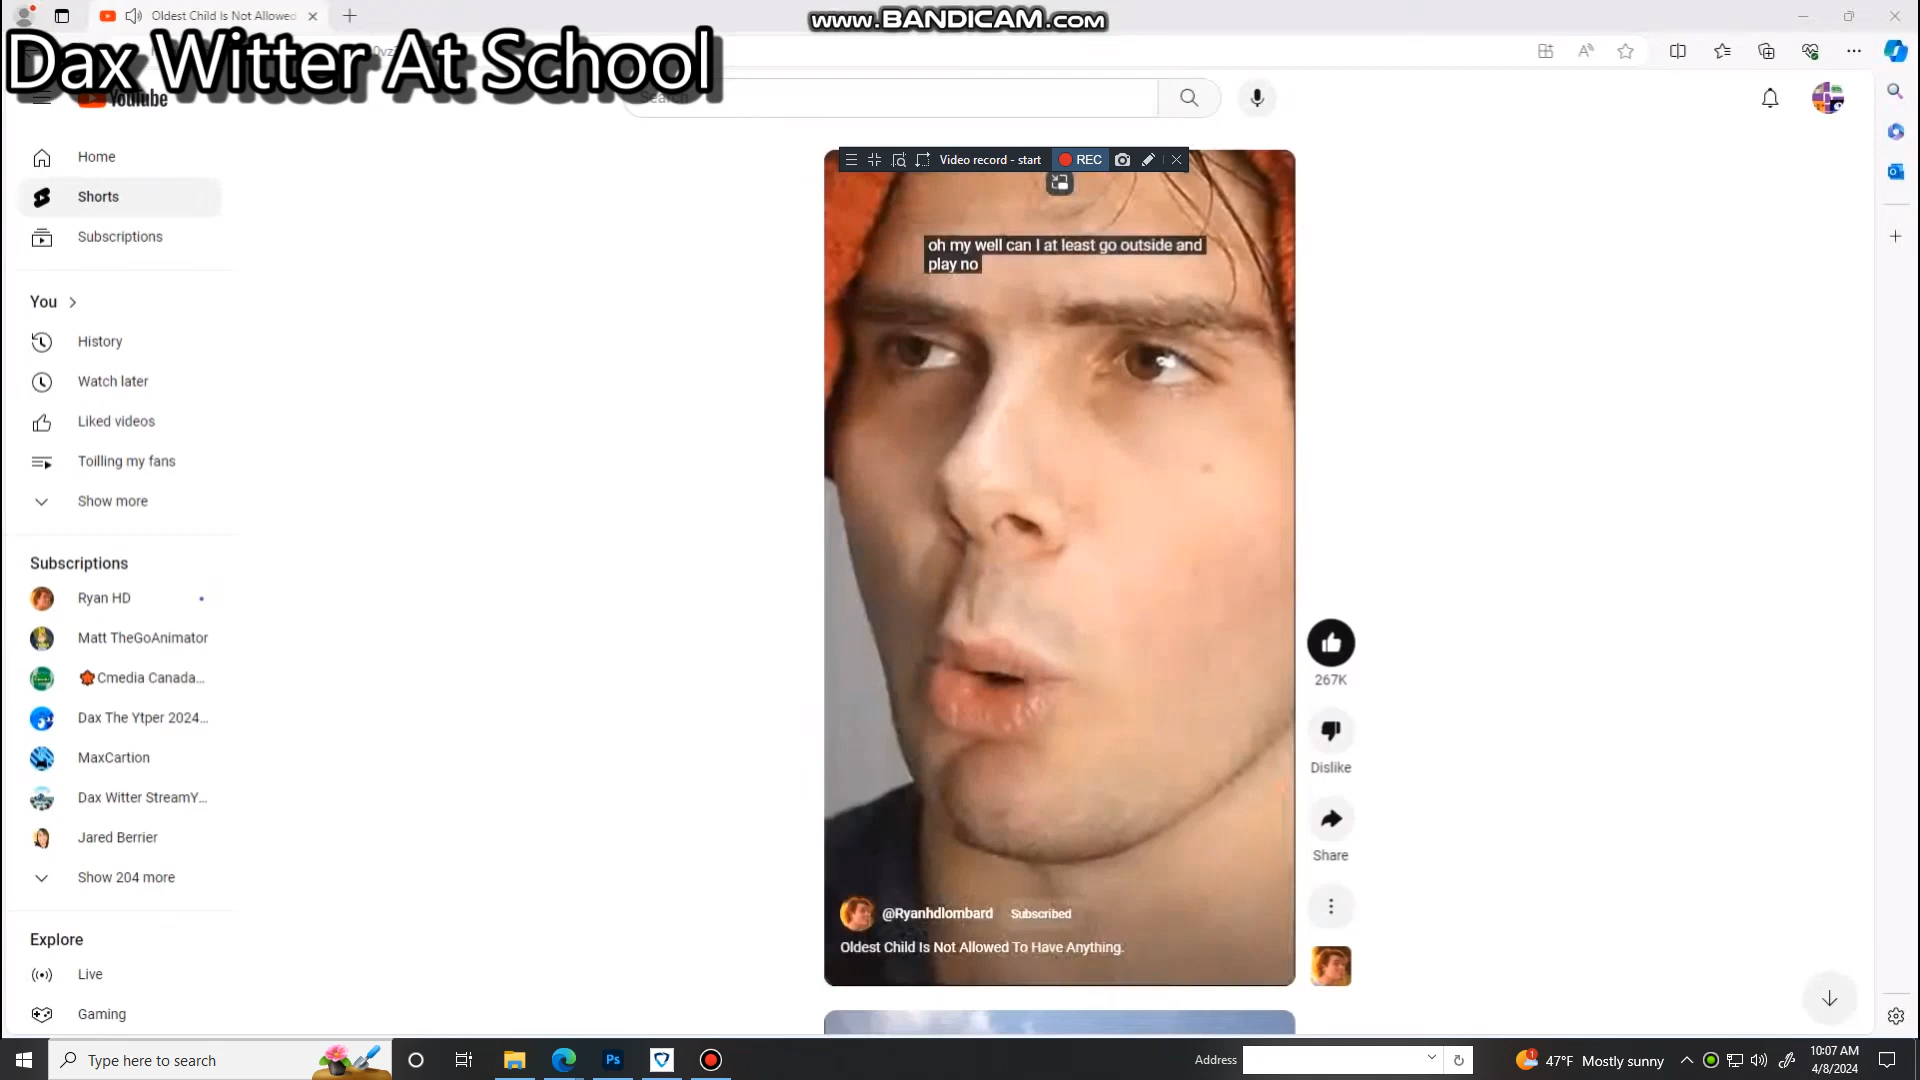 Oldest Child Is Not Allowed
www.BANDICAM.com
Dax Witter At School
YouTube
Search
Home
Shorts
Subscriptions
You
History
Watch later
Liked videos
Toilling my fans
Show more
Subscriptions
Ryan HD
Matt TheGoAnimator
Cmedia Canada...
Dax The Ytper 2024...
MaxCartion
Dax Witter StreamY...
Jared Berrier
Show 204 more
Explore
Live
Gaming
Video record - start
REC
oh my well can I at least go outside and
play no
267K
Dislike
Share
@Ryanhdlombard Subscribed
Oldest Child Is Not Allowed To Have Anything.
Type here to search
Ps
Address
1
47°F Mostly sunny
10:07 AM
4/8/2024